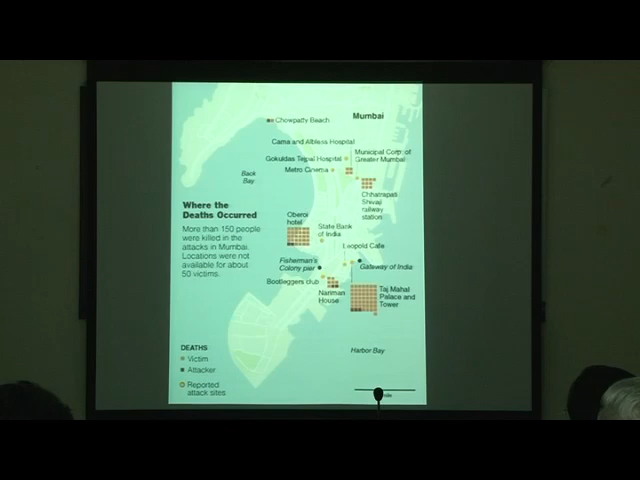 Chowpatty Beach
Mumbai
Cama and Albless Hospital
Gokuldas Tejpal Hospital
Municipal Corp. of
Greater Mumbai
Metro Cinema
Back
Bay
Chhatrapati
Shivaji
railway
station
Where the
Deaths Occurred
More than 150 people
were killed in the
attacks in Mumbai.
Locations were not
available for about
50 victims.
Oberoi
hotel
State Bank
of India
Leopold Cafe
Fisherman's
Colony pier
Gateway of India
Bootleggers club
Nariman
House
Taj Mahal
Palace and
Tower
Harbor Bay
DEATHS
Victim
Attacker
Reported
attack sites